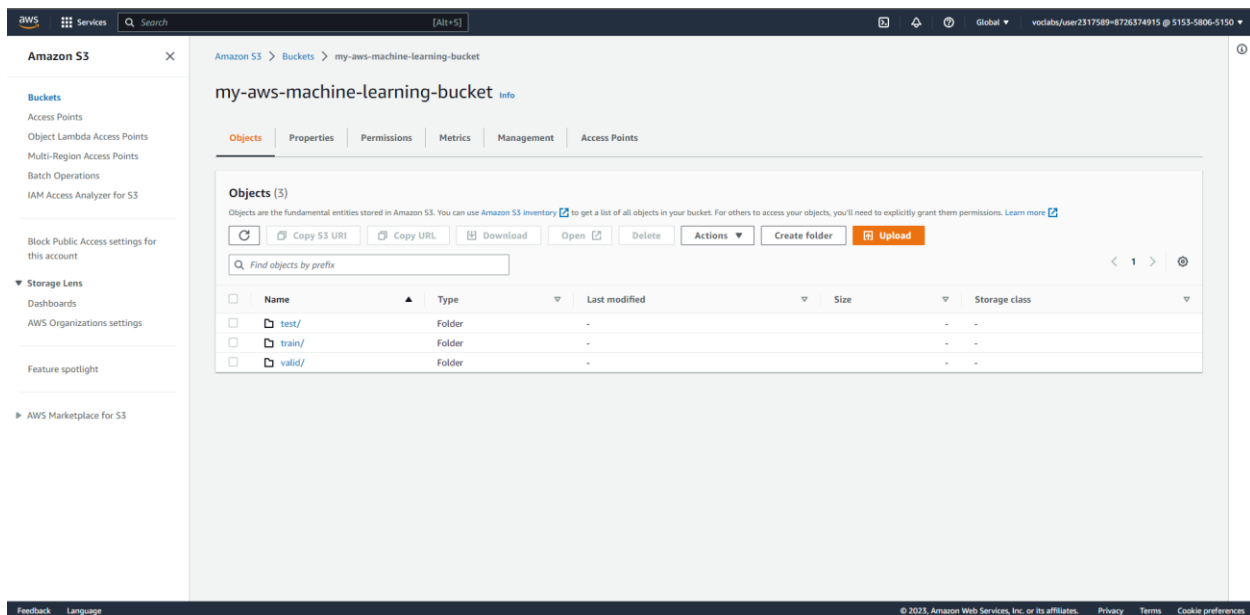 aws Services Search [Alt+S] Global voclabs/user2317589=8726374915 @ 5153-5806-5150
Amazon S3
Buckets
Access Points
Object Lambda Access Points
Multi-Region Access Points
Batch Operations
IAM Access Analyzer for S3
Block Public Access settings for
this account
Storage Lens
Dashboards
AWS Organizations settings
Feature spotlight
AWS Marketplace for S3
Amazon S3 > Buckets > my-aws-machine-learning-bucket
my-aws-machine-learning-bucket Info
Objects Properties Permissions Metrics Management Access Points
Objects (3)
Objects are the fundamental entities stored in Amazon S3. You can use Amazon S3 inventory to get a list of all objects in your bucket. For others to access your objects, you'll need to explicitly grant them permissions. Learn more
Copy S3 URI Copy URL Download Open Delete Actions Create folder Upload
Find objects by prefix < 1 >
Name Type Last modified Size Storage class
test/ Folder - - -
train/ Folder - - -
valid/ Folder - - -
Feedback Language © 2023, Amazon Web Services, Inc. or its affiliates. Privacy Terms Cookie preferences